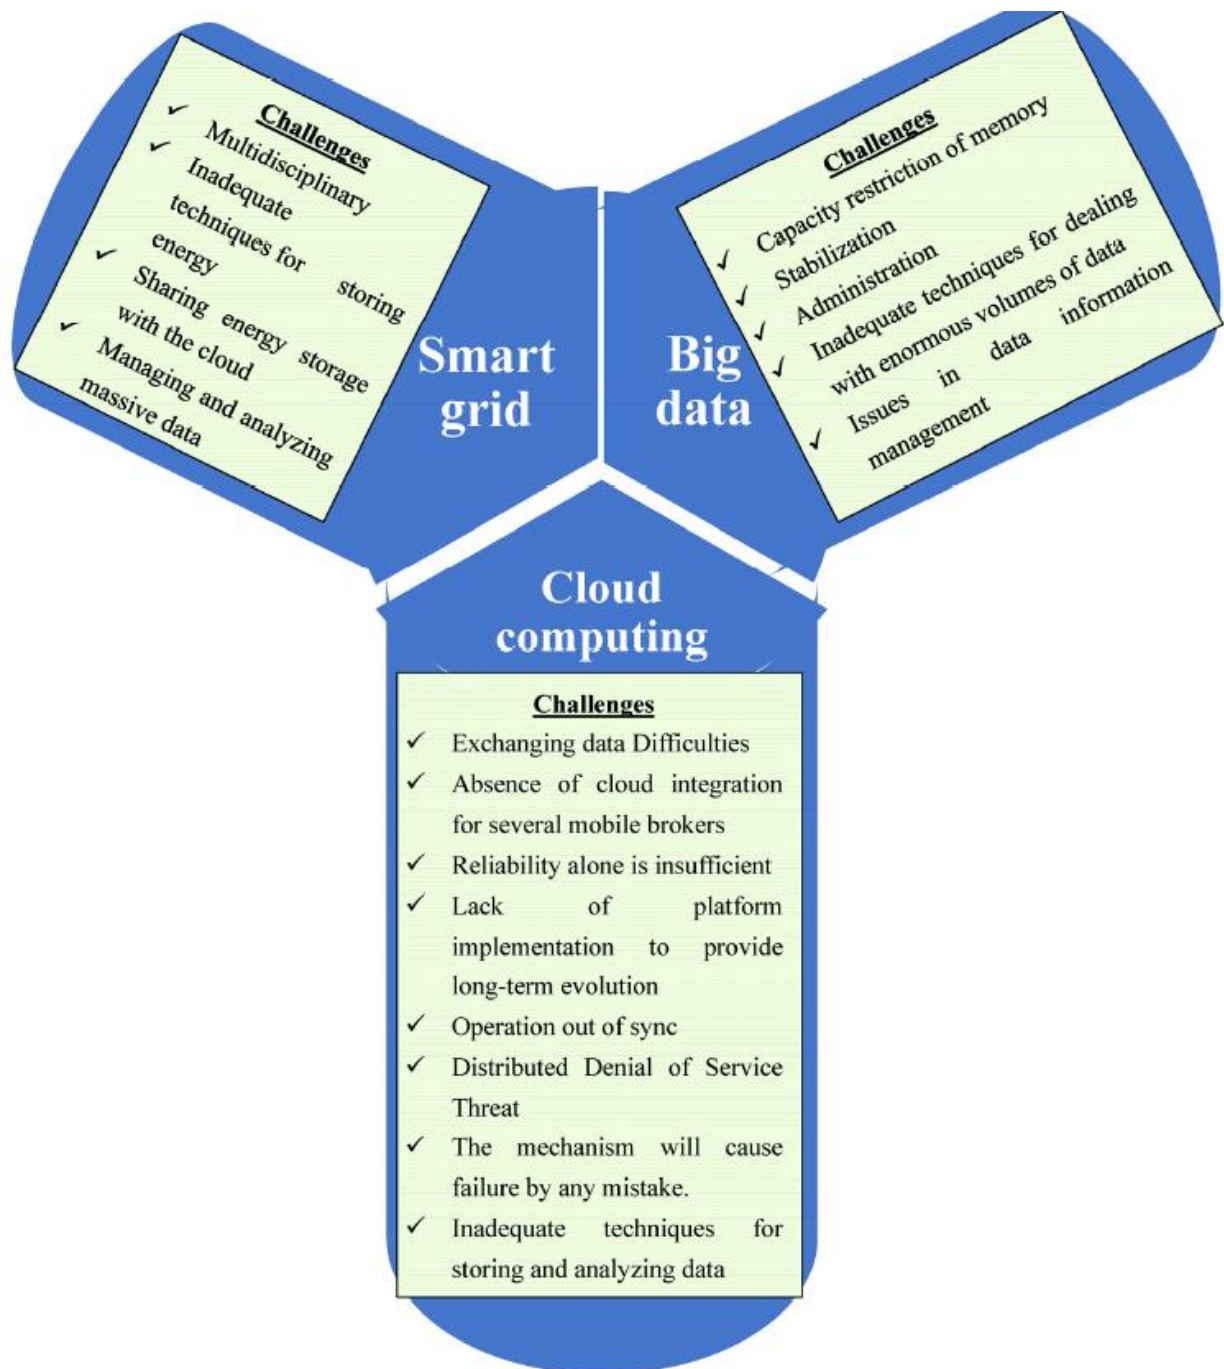 Challenges
✓ Multidisciplinary
✓ Inadequate
techniques for storing
energy
✓ Sharing energy storage
with the cloud
✓ Managing and analyzing
massive data
Smart
grid
Challenges
✓ Capacity restriction of memory
✓ Stabilization
✓ Administration
✓ Inadequate techniques for dealing
with enormous volumes of data
✓ Issues in data information
management
Big
data
Cloud
computing
Challenges
✓ Exchanging data Difficulties
✓ Absence of cloud integration
for several mobile brokers
✓ Reliability alone is insufficient
✓ Lack of platform
implementation to provide
long-term evolution
✓ Operation out of sync
✓ Distributed Denial of Service
Threat
✓ The mechanism will cause
failure by any mistake.
✓ Inadequate techniques for
storing and analyzing data